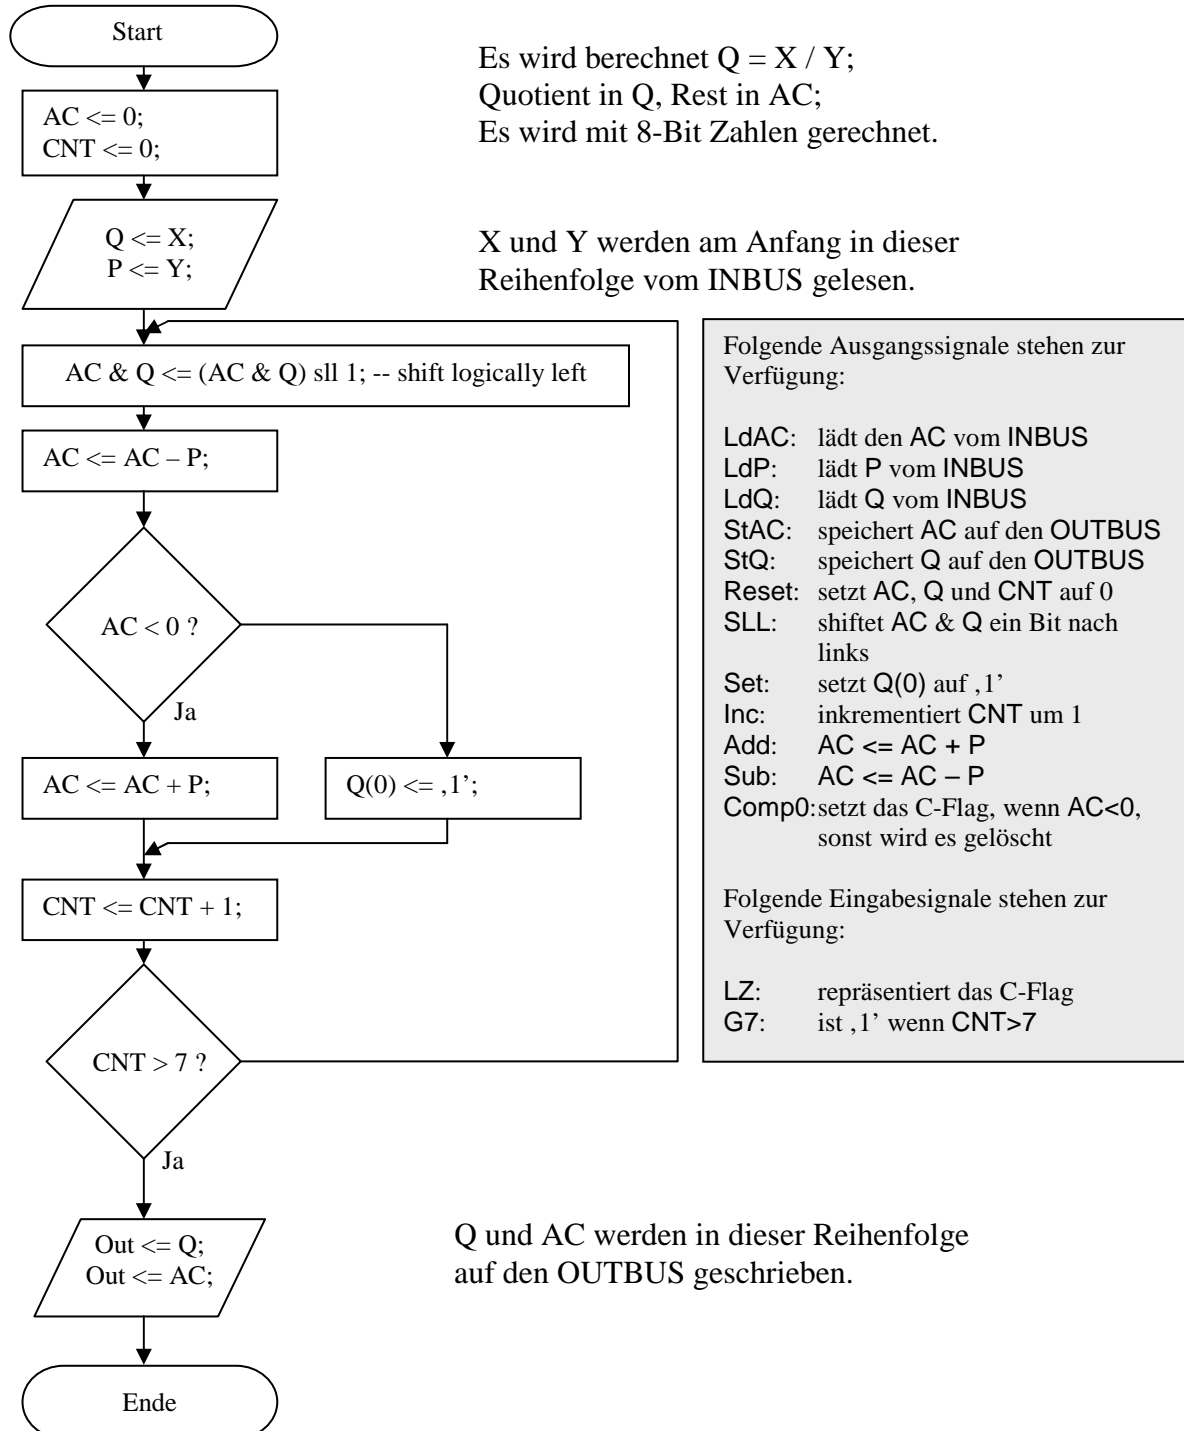 Start
Es wird berechnet Q = X / Y;
Quotient in Q, Rest in AC;
Es wird mit 8-Bit Zahlen gerechnet.
AC <= 0;
CNT <= 0;
Q <= X;
P <= Y;
X und Y werden am Anfang in dieser
Reihenfolge vom INBUS gelesen.
AC & Q <= (AC & Q) sll 1; -- shift logically left
AC <= AC – P;
AC < 0 ?
Ja
AC <= AC + P;
Q(0) <= ‚1’;
CNT <= CNT + 1;
CNT > 7 ?
Ja
Folgende Ausgangssignale stehen zur
Verfügung:
LdAC: lädt den AC vom INBUS
LdP: lädt P vom INBUS
LdQ: lädt Q vom INBUS
StAC: speichert AC auf den OUTBUS
StQ: speichert Q auf den OUTBUS
Reset: setzt AC, Q und CNT auf 0
SLL: shiftet AC & Q ein Bit nach
links
Set: setzt Q(0) auf ‚1’
Inc: inkrementiert CNT um 1
Add: AC <= AC + P
Sub: AC <= AC – P
Comp0: setzt das C-Flag, wenn AC<0,
sonst wird es gelöscht
Folgende Eingabesignale stehen zur
Verfügung:
LZ: repräsentiert das C-Flag
G7: ist ‚1’ wenn CNT>7
Out <= Q;
Out <= AC;
Q und AC werden in dieser Reihenfolge
auf den OUTBUS geschrieben.
Ende